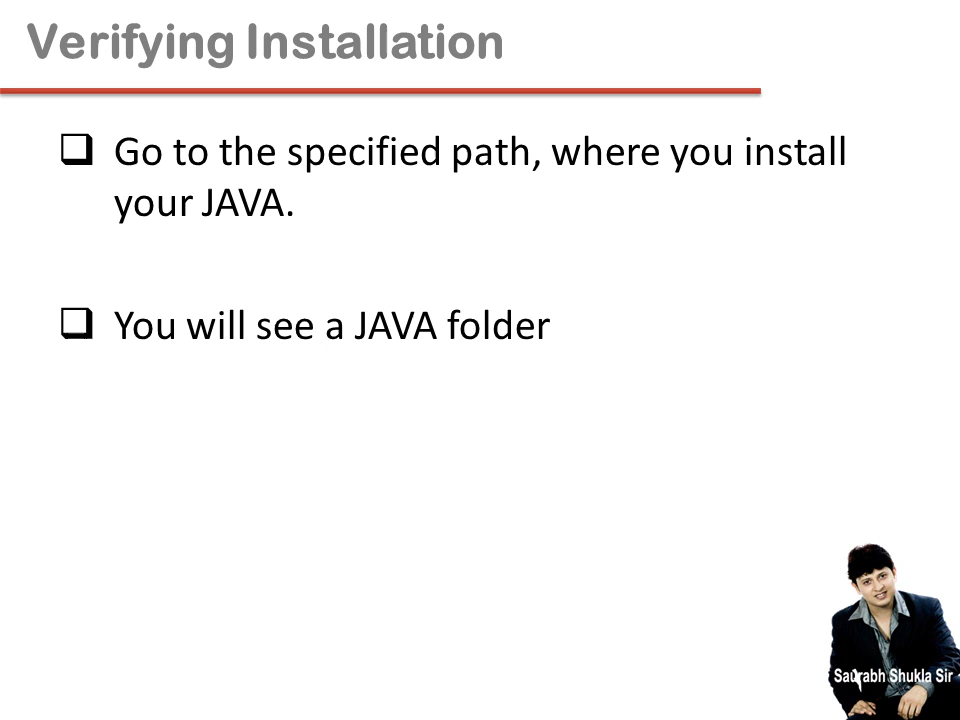 Verifying Installation
Go to the specified path, where you install
your JAVA.
You will see a JAVA folder
Saurabh Shukla Sir